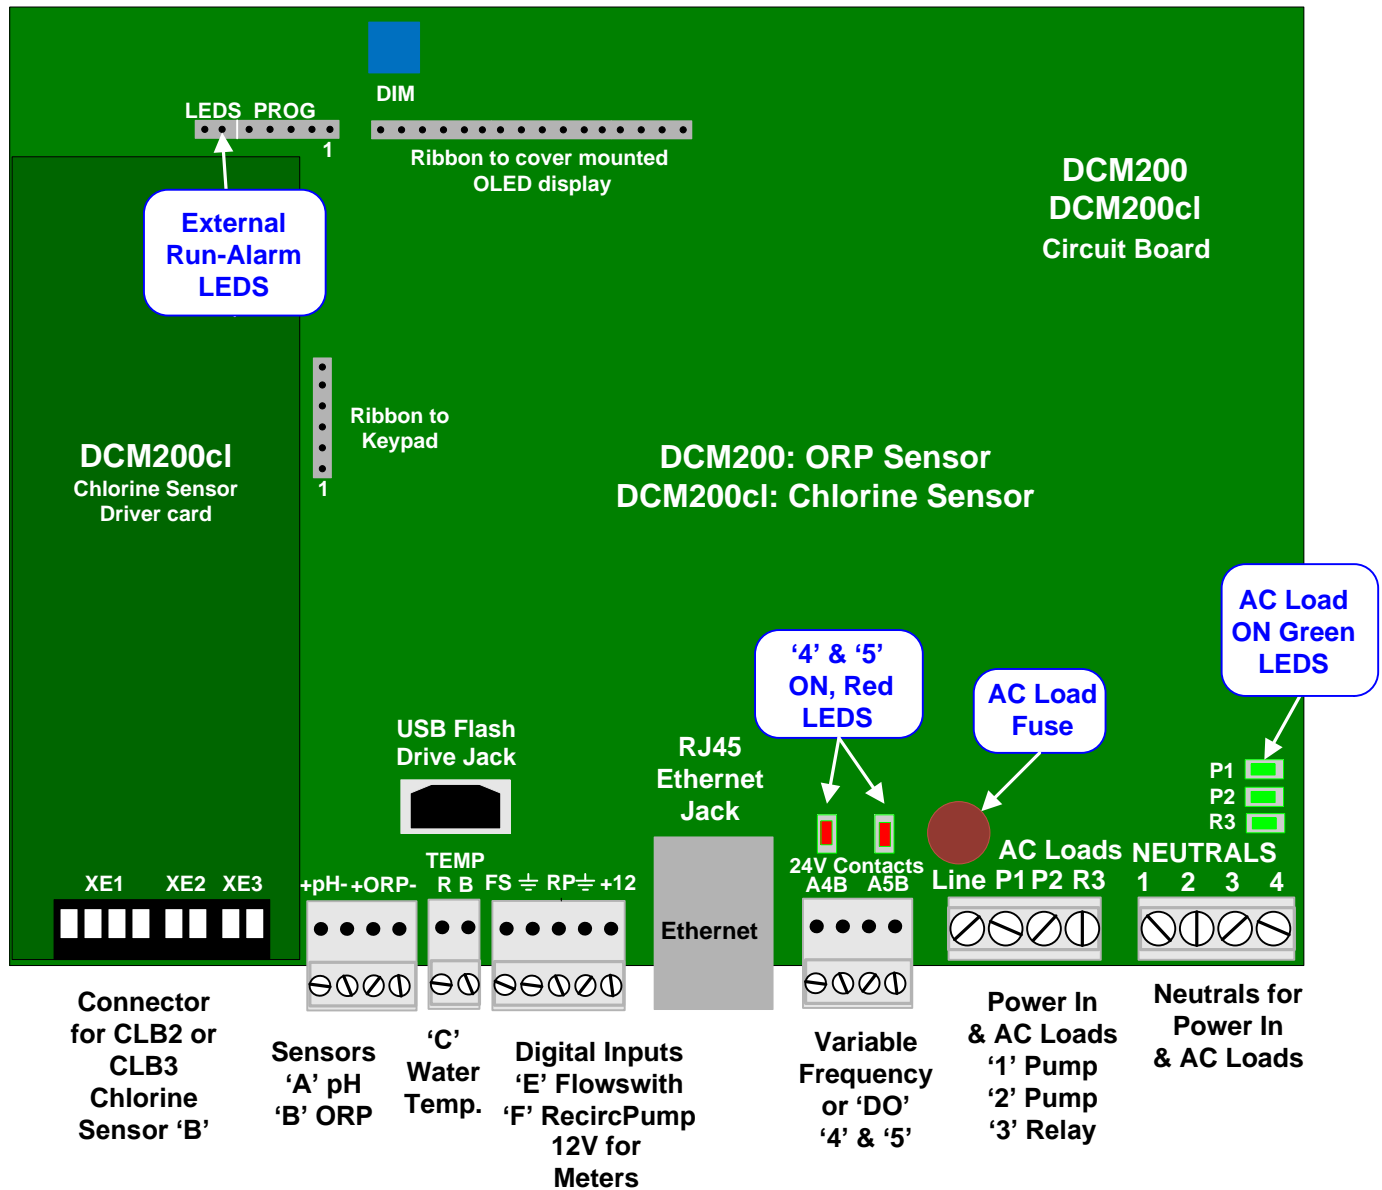 DIM
LEDS PROG
1
Ribbon to cover mounted
OLED display
DCM200
DCM200cl
Circuit Board
External
Run-Alarm
LEDS
Ribbon to
Keypad
1
DCM200cl
Chlorine Sensor
Driver card
DCM200: ORP Sensor
DCM200cl: Chlorine Sensor
AC Load
ON Green
LEDS
‘4’ & ‘5’
ON, Red
LEDS
AC Load
Fuse
USB Flash
Drive Jack
RJ45
Ethernet
Jack
P1
P2
R3
TEMP
R B
24V Contacts
A4B A5B
AC Loads
Line P1 P2 R3
NEUTRALS
1 2 3 4
XE1 XE2 XE3
+pH- +ORP-
FS RP +12
Ethernet
Connector
for CLB2 or
CLB3
Chlorine
Sensor ‘B’
Sensors
‘A’ pH
‘B’ ORP
‘C’
Water
Temp.
Digital Inputs
‘E’ Flowswith
‘F’ RecircPump
12V for
Meters
Variable
Frequency
or ‘DO’
‘4’ & ‘5’
Power In
& AC Loads
‘1’ Pump
‘2’ Pump
‘3’ Relay
Neutrals for
Power In
& AC Loads